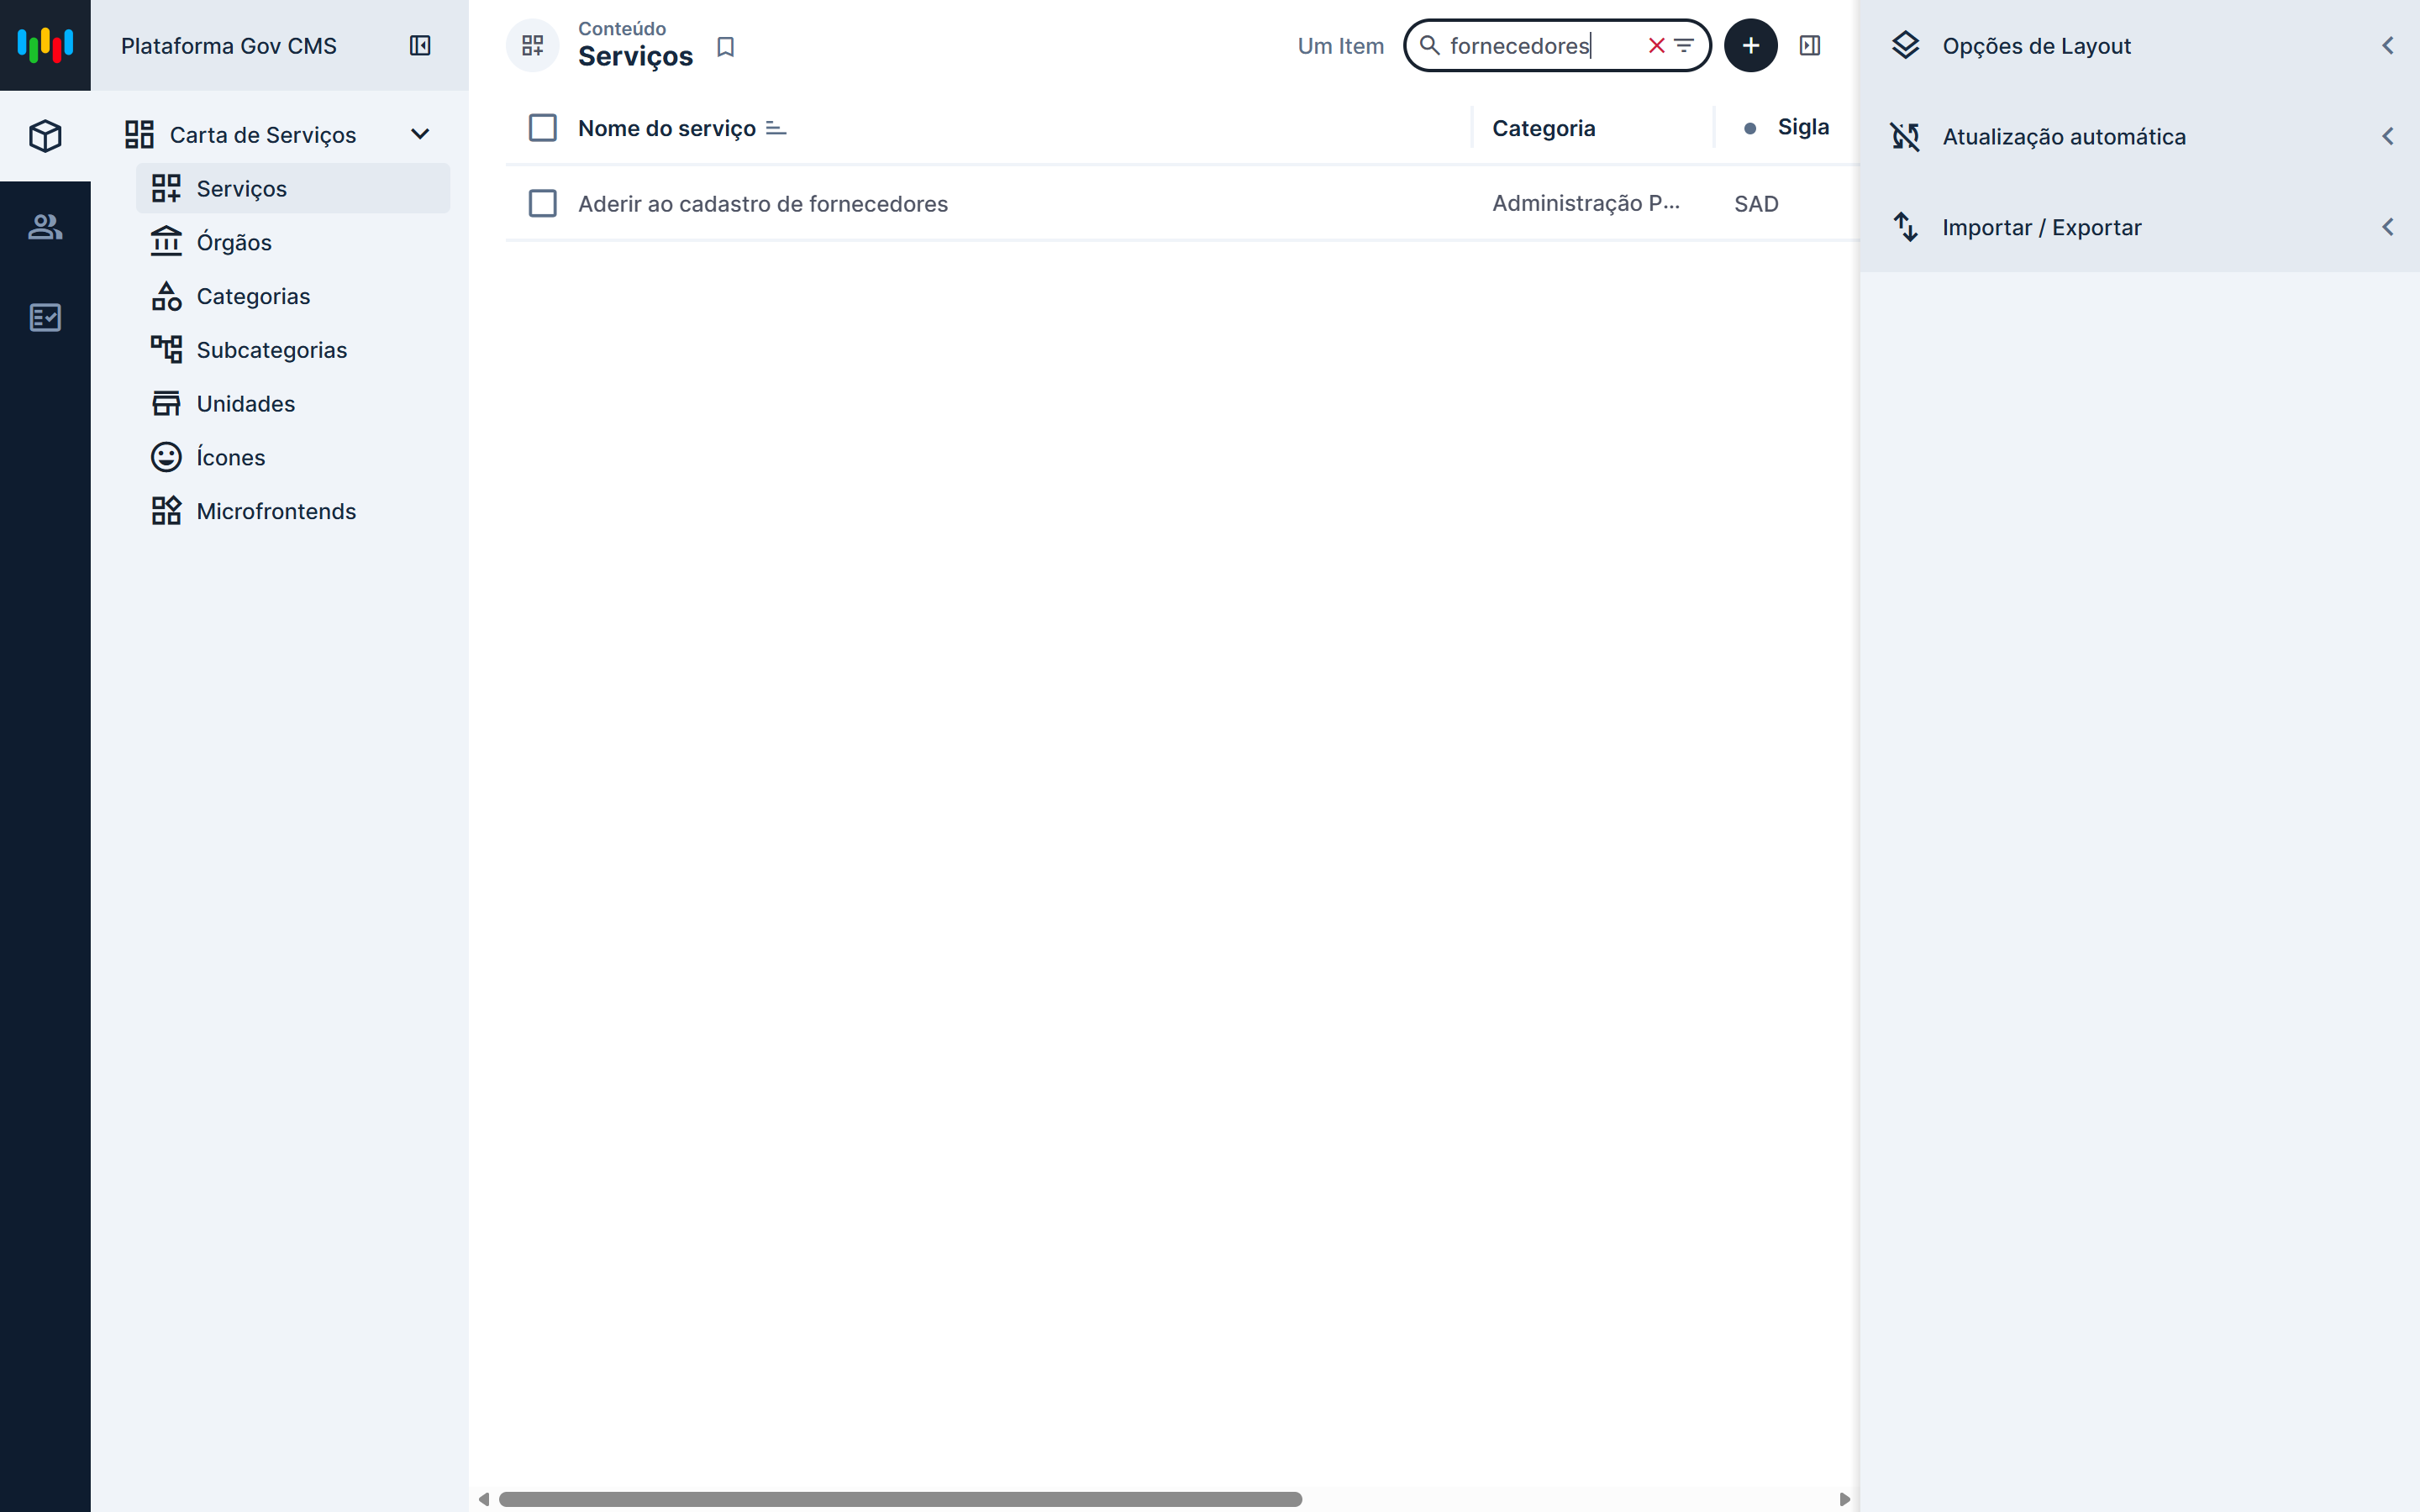 Plataforma Gov CMS
Carta de Serviços
Serviços
Órgãos
Categorias
Subcategorias
Unidades
Ícones
Microfrontends
Conteúdo
Serviços
Um Item
fornecedores
Nome do serviço
Categoria
Sigla
Aderir ao cadastro de fornecedores
Administração P...
SAD
Opções de Layout
Atualização automática
Importar / Exportar